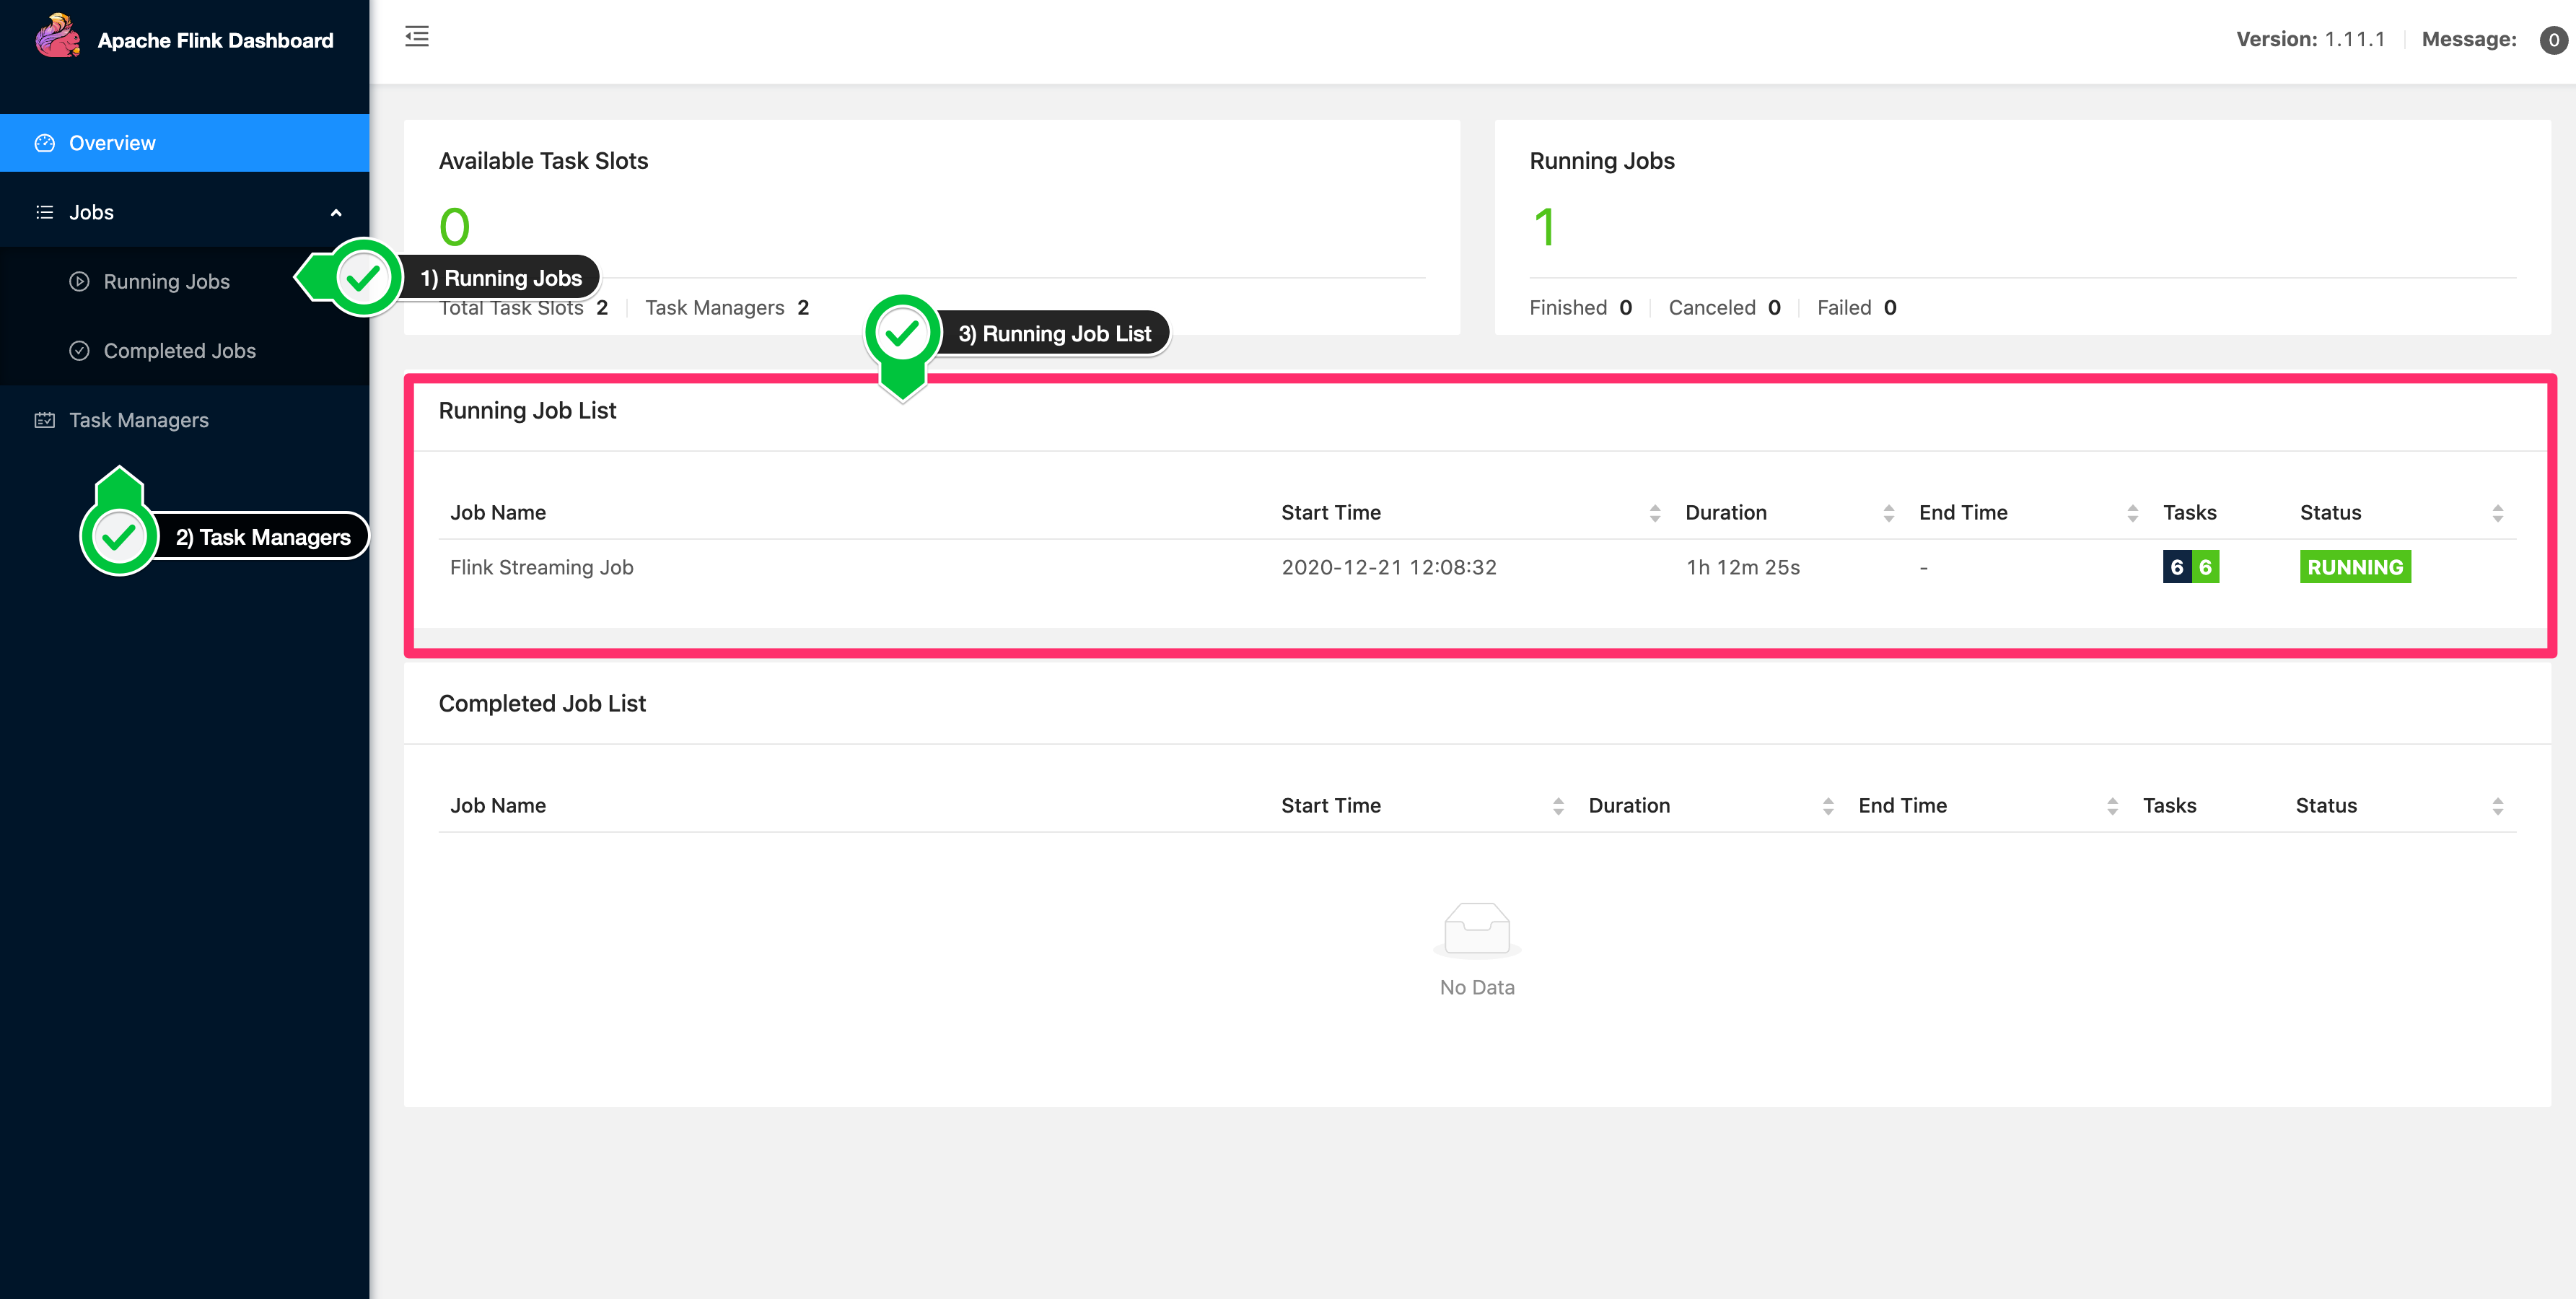 Apache Flink Dashboard
Version: 1.11.1 Message: 0
Overview
Jobs
Running Jobs
Completed Jobs
Task Managers
1) Running Jobs
2) Task Managers
3) Running Job List
Available Task Slots
0
Total Task Slots 2 Task Managers 2
Running Jobs
1
Finished 0 Canceled 0 Failed 0
Running Job List
Job Name Start Time Duration End Time Tasks Status
Flink Streaming Job 2020-12-21 12:08:32 1h 12m 25s - 6 6 RUNNING
Completed Job List
Job Name Start Time Duration End Time Tasks Status
No Data